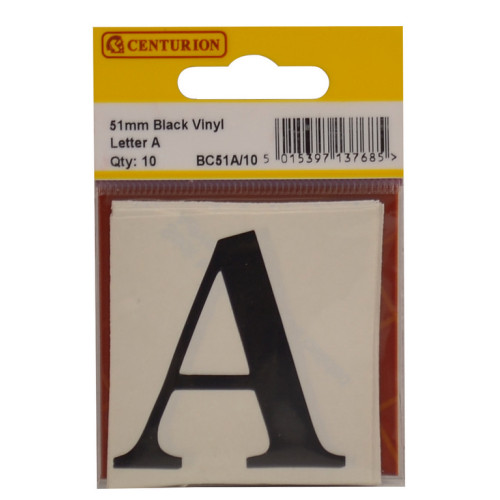 CENTURION
51mm Black Vinyl
Letter A
Qty: 10
BC51A/10
5 015397 137685 >
A